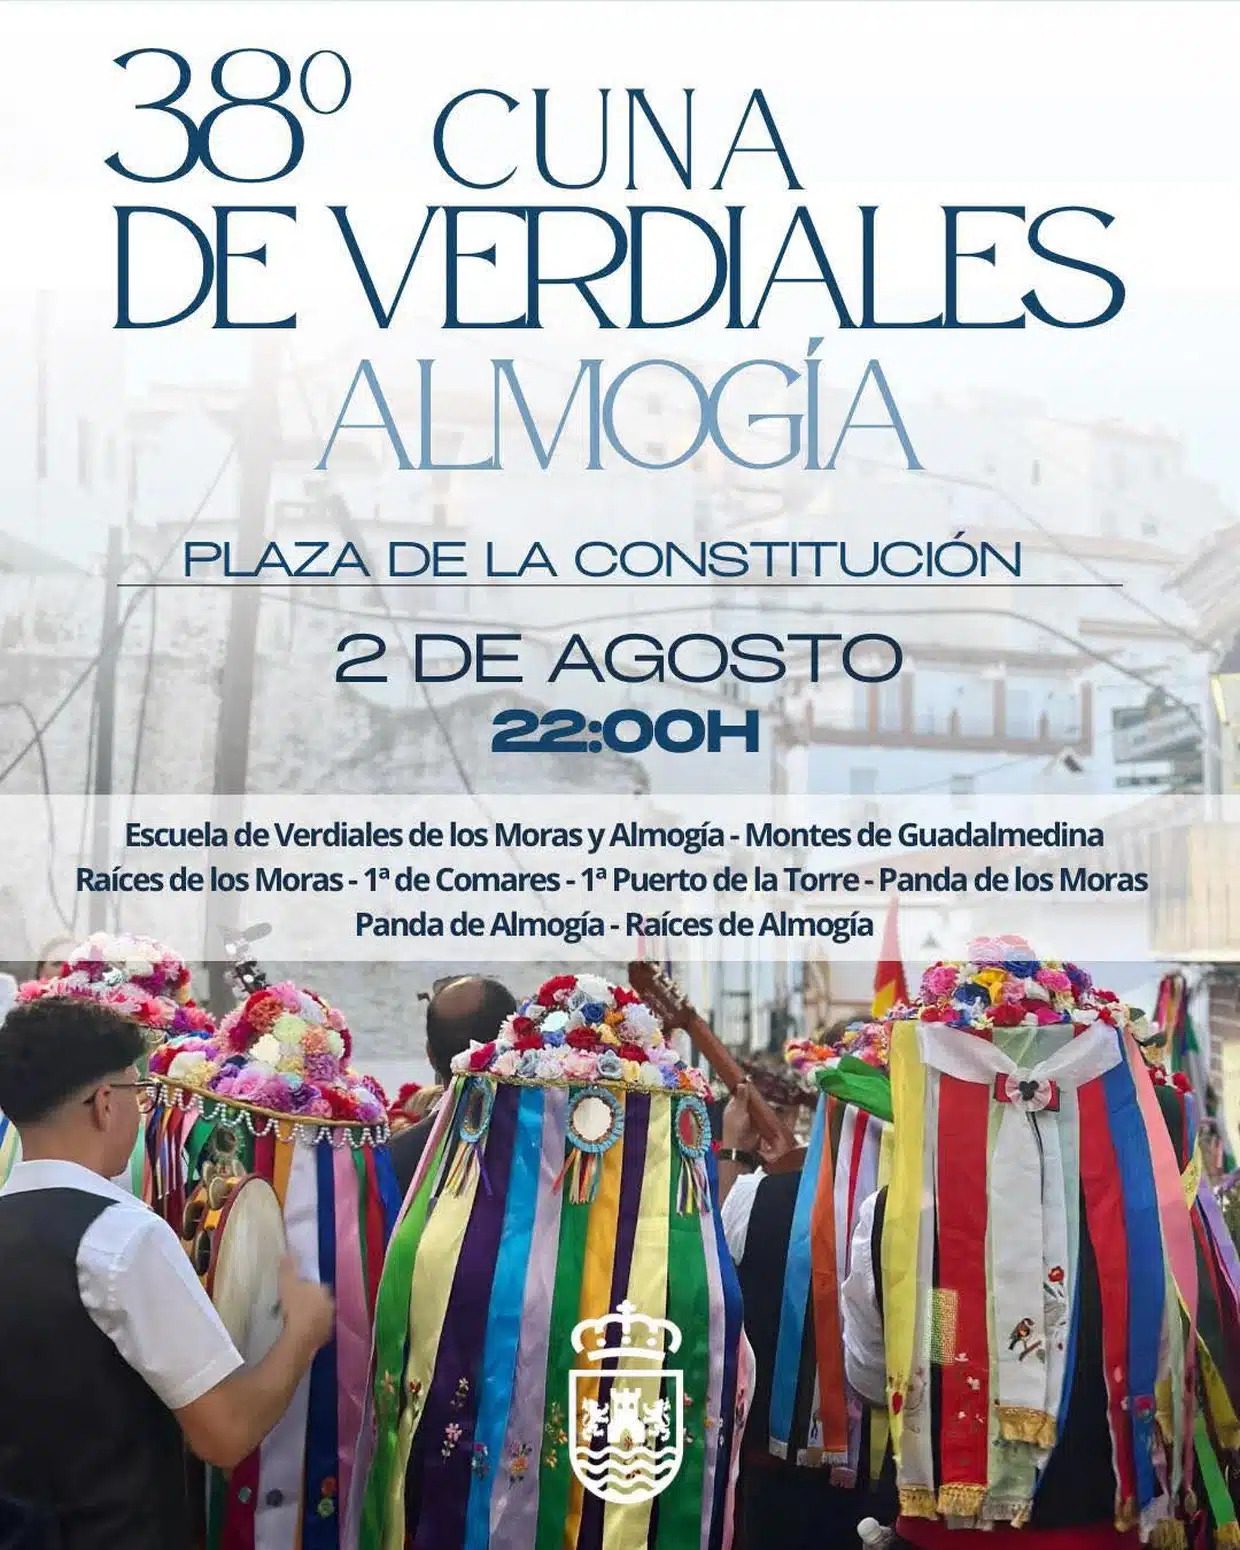 38º CUNA
DE VERDIALES
ALMOGÍA
PLAZA DE LA CONSTITUCIÓN
2 DE AGOSTO
22:00H
Escuela de Verdiales de los Moras y Almogía - Montes de Guadalmedina
Raíces de los Moras - 1ª de Comares - 1ª Puerto de la Torre - Panda de los Moras
Panda de Almogía - Raíces de Almogía